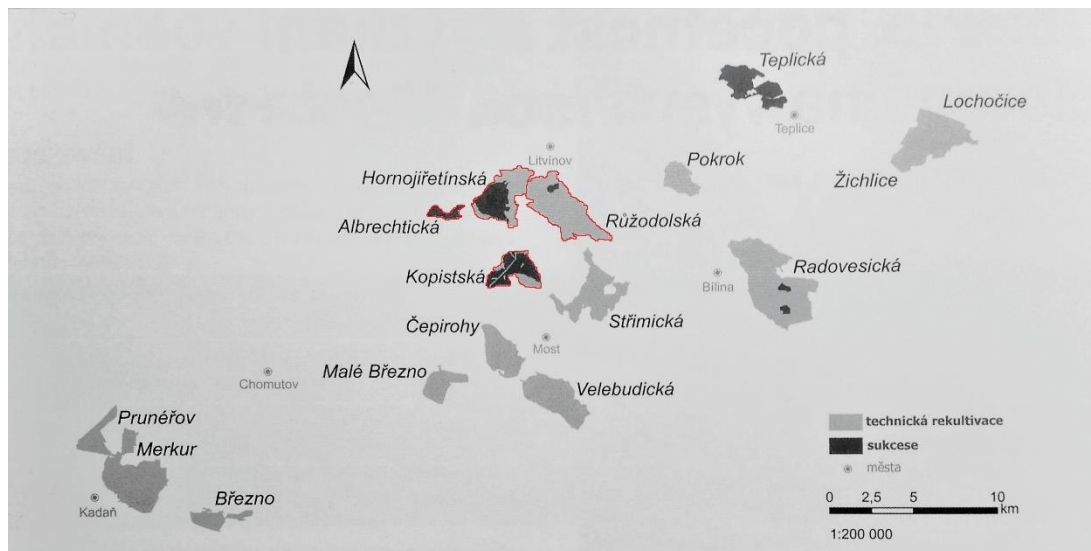 Teplická
Teplice
Lochočice
Žichlice
Litvínov
Pokrok
Hornojiřetínská
Albrechtická
Růžodolská
Kopistská
Bílina
Radovesická
Střimická
Čepirohy
Most
Malé Březno
Chomutov
Velebudická
Prunéřov
Merkur
Kadaň
Březno
technická rekultivace
sukcese
města
0 2,5 5 10
km
1:200 000